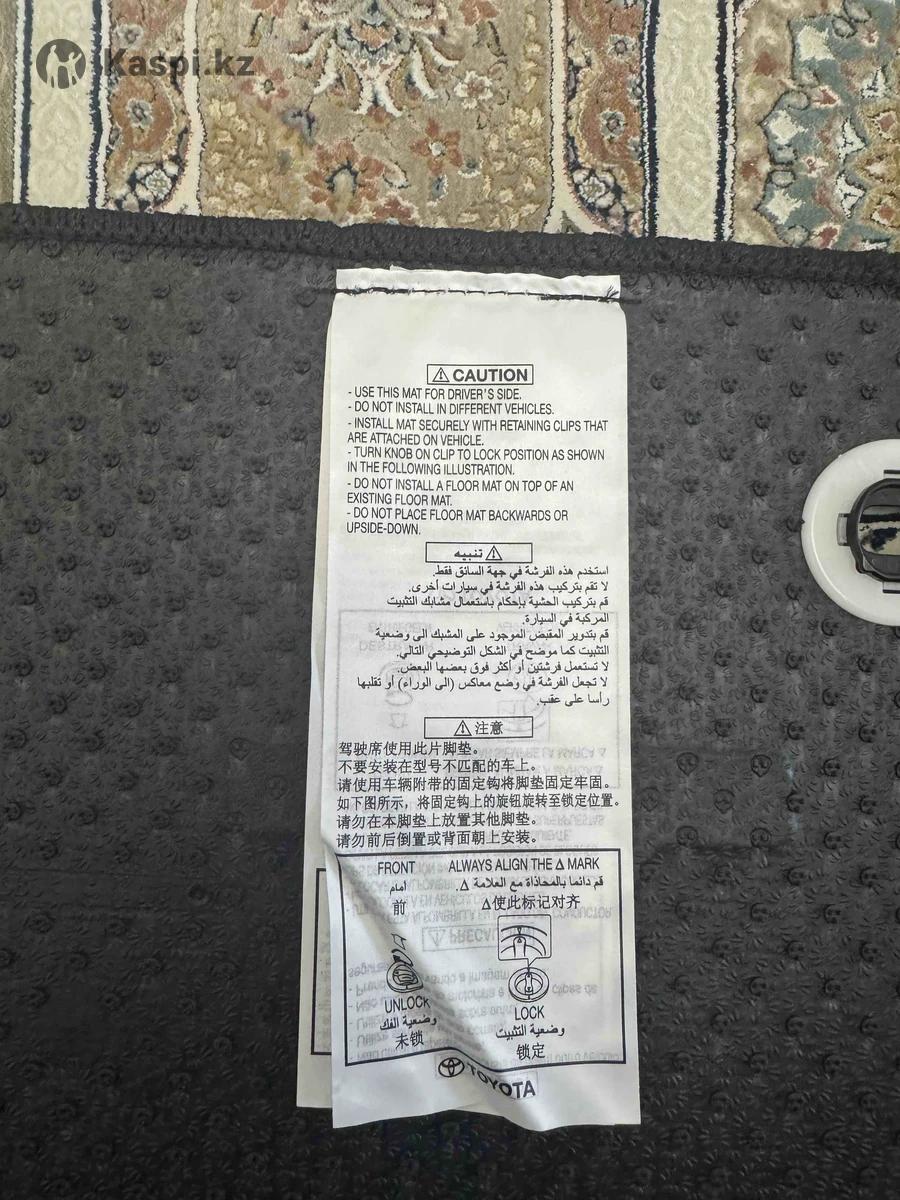 Kaspi.kz
⚠ CAUTION
- USE THIS MAT FOR DRIVER'S SIDE.
- DO NOT INSTALL IN DIFFERENT VEHICLES.
- INSTALL MAT SECURELY WITH RETAINING CLIPS THAT
ARE ATTACHED ON VEHICLE.
- TURN KNOB ON CLIP TO LOCK POSITION AS SHOWN
IN THE FOLLOWING ILLUSTRATION.
- DO NOT INSTALL A FLOOR MAT ON TOP OF AN
EXISTING FLOOR MAT.
- DO NOT PLACE FLOOR MAT BACKWARDS OR
UPSIDE-DOWN.
⚠ تنبيه
استخدم هذه الفرشة في جهة السائق فقط.
لا تقم بتركيب هذه الفرشة في سيارات أخرى.
قم بتركيب الحشية بإحكام باستعمال مشابك التثبيت
المركبة في السيارة.
قم بتدوير المقبض الموجود على المشبك الى وضعية
التثبيت كما موضح في الشكل التوضيحي التالي.
لا تستعمل فرشتين أو أكثر فوق بعضها البعض.
لا تجعل الفرشة في وضع معاكس (الى الوراء) أو تقلبها
رأسا على عقب.
⚠ 注意
驾驶席使用此片脚垫。
不要安装在型号不匹配的车上。
请使用车辆附带的固定钩将脚垫固定牢固。
如下图所示，将固定钩上的旋钮旋转至锁定位置。
请勿在本脚垫上放置其他脚垫。
请勿前后倒置或背面朝上安装。
FRONT ALWAYS ALIGN THE Δ MARK
أمام قم دائما بالمحاذاة مع العلامة Δ.
前 Δ使此标记对齐
UNLOCK LOCK
وضعية الفك وضعية التثبيت
未锁 锁定
TOYOTA